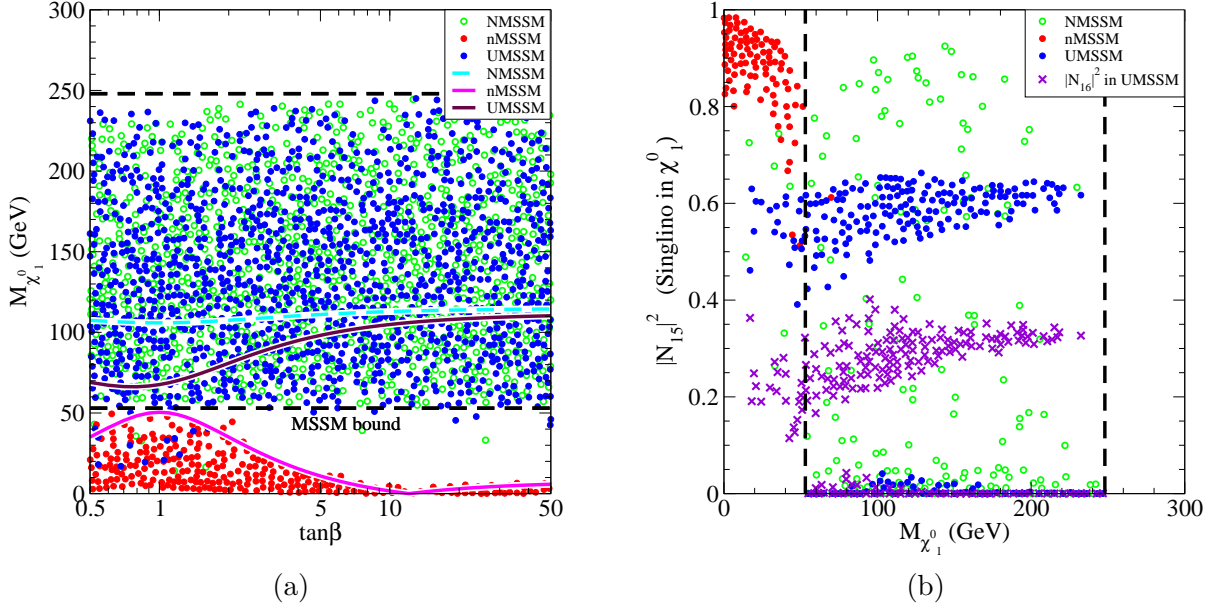 NMSSM
nMSSM
UMSSM
NMSSM
nMSSM
UMSSM
300
250
200
150
100
50
0
M_{χ^0_1} (GeV)
MSSM bound
0.5
1
5
10
50
tanβ
(a)
NMSSM
nMSSM
UMSSM
|N_{16}|^2 in UMSSM
1
0.8
0.6
0.4
0.2
0
|N_{15}|^2 (Singlino in χ^0_1)
0
100
200
300
M_{χ^0_1} (GeV)
(b)